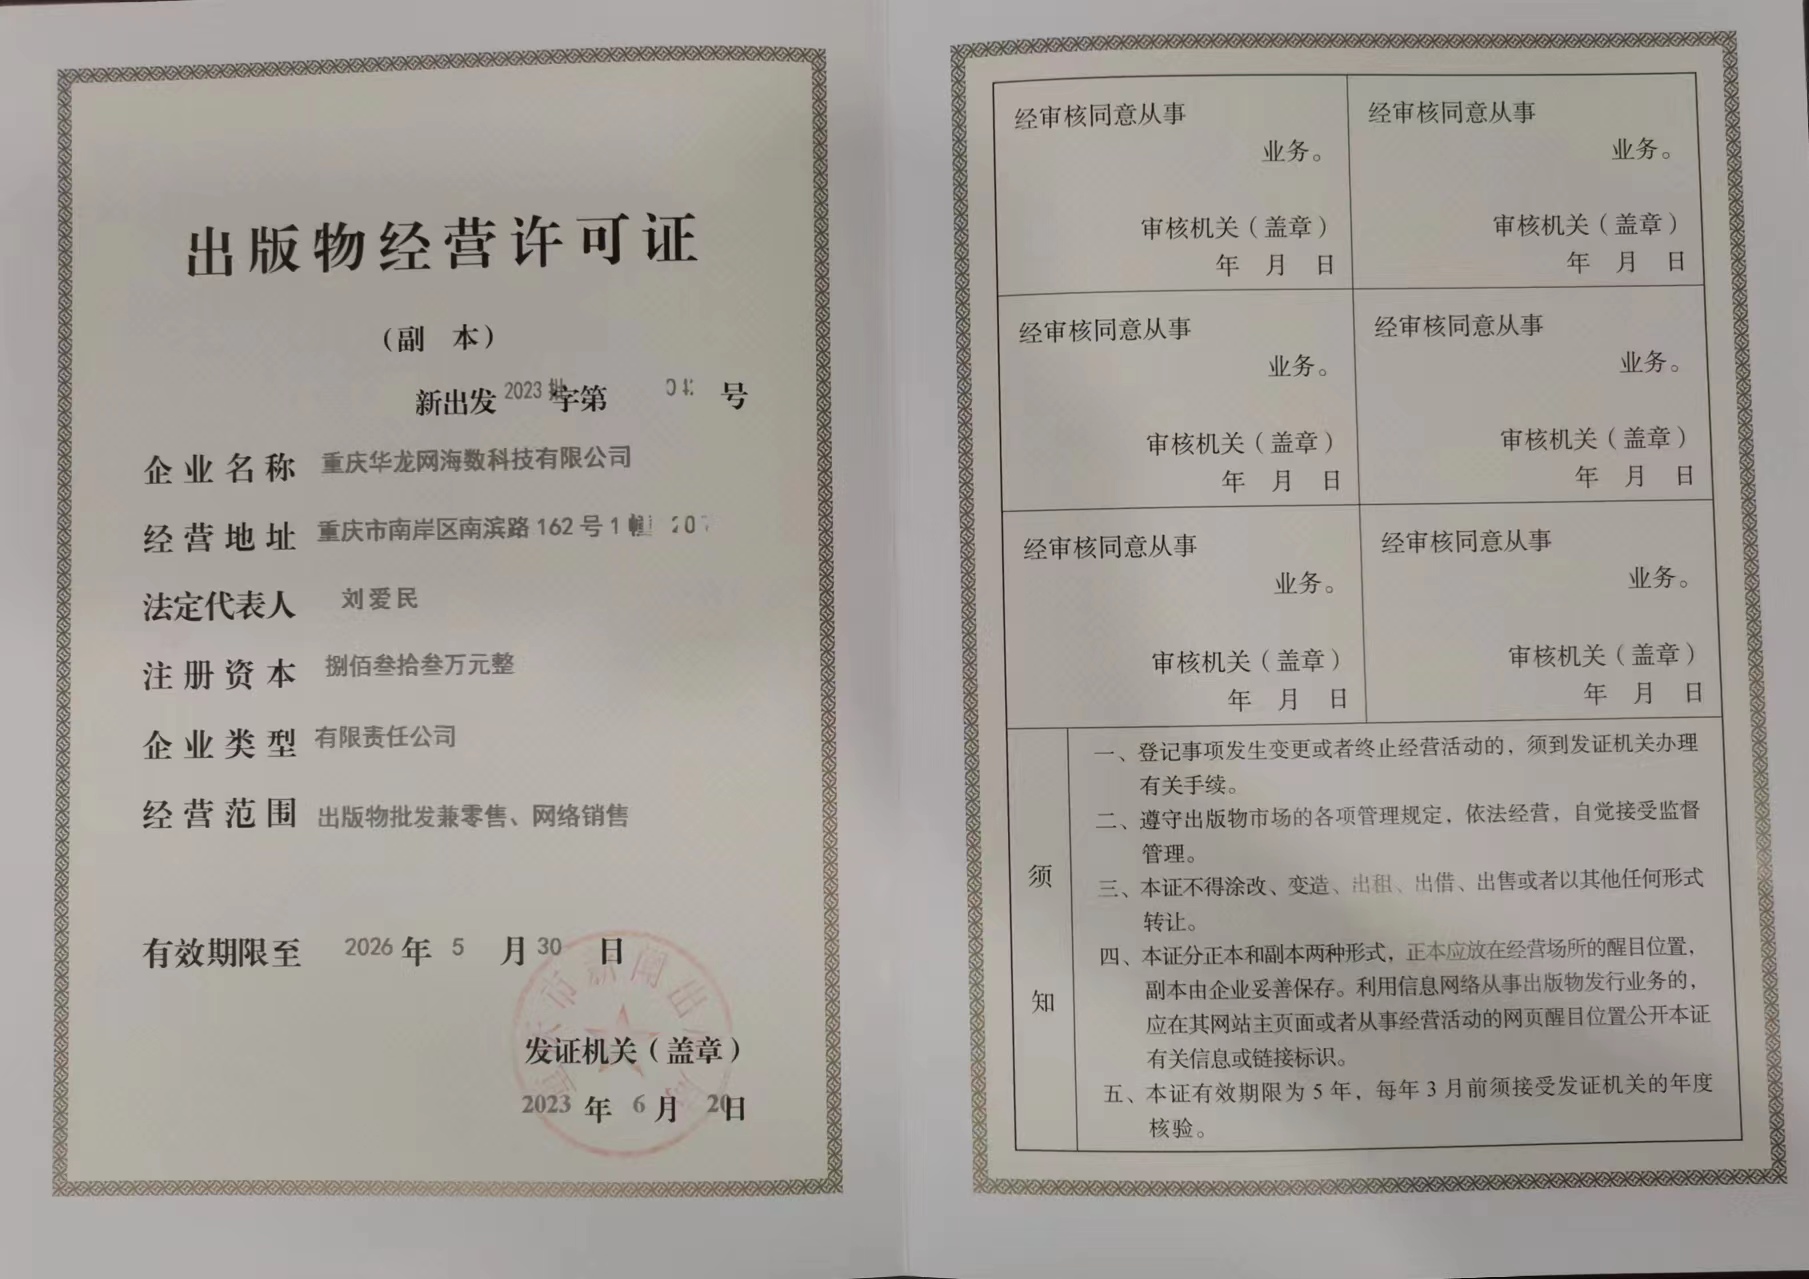 出版物经营许可证
（副 本）
新出发 2023 批 字第 号
企业名称 重庆华龙网海数科技有限公司
经营地址 重庆市南岸区南滨路162号1幢
法定代表人 刘爱民
注册资本 捌佰叁拾叁万元整
企业类型 有限责任公司
经营范围 出版物批发兼零售、网络销售
有效期限至 2026 年 5 月 30 日
发证机关（盖章）
2023 年 6 月 20日
经审核同意从事
业务。
审核机关（盖章）
年 月 日
经审核同意从事
业务。
审核机关（盖章）
年 月 日
经审核同意从事
业务。
审核机关（盖章）
年 月 日
经审核同意从事
业务。
审核机关（盖章）
年 月 日
经审核同意从事
业务。
审核机关（盖章）
年 月 日
经审核同意从事
业务。
审核机关（盖章）
年 月 日
须知
一、登记事项发生变更或者终止经营活动的，须到发证机关办理
有关手续。
二、遵守出版物市场的各项管理规定，依法经营，自觉接受监督
管理。
三、本证不得涂改、变造、出租、出借、出售或者以其他任何形式
转让。
四、本证分正本和副本两种形式，正本应放在经营场所的醒目位置，
副本由企业妥善保存。利用信息网络从事出版物发行业务的，
应在其网站主页面或者从事经营活动的网页醒目位置公开本证
有关信息或链接标识。
五、本证有效期限为 5 年，每年 3 月前须接受发证机关的年度
核验。